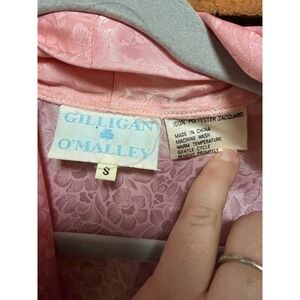 GILLIGAN
O'MALLEY
S
100% POLYESTER JACQUARD
MADE IN CHINA
MACHINE WASH
WARM TEMPERATURE
GENTLE CYCLE
REMOVE PROMPTLY